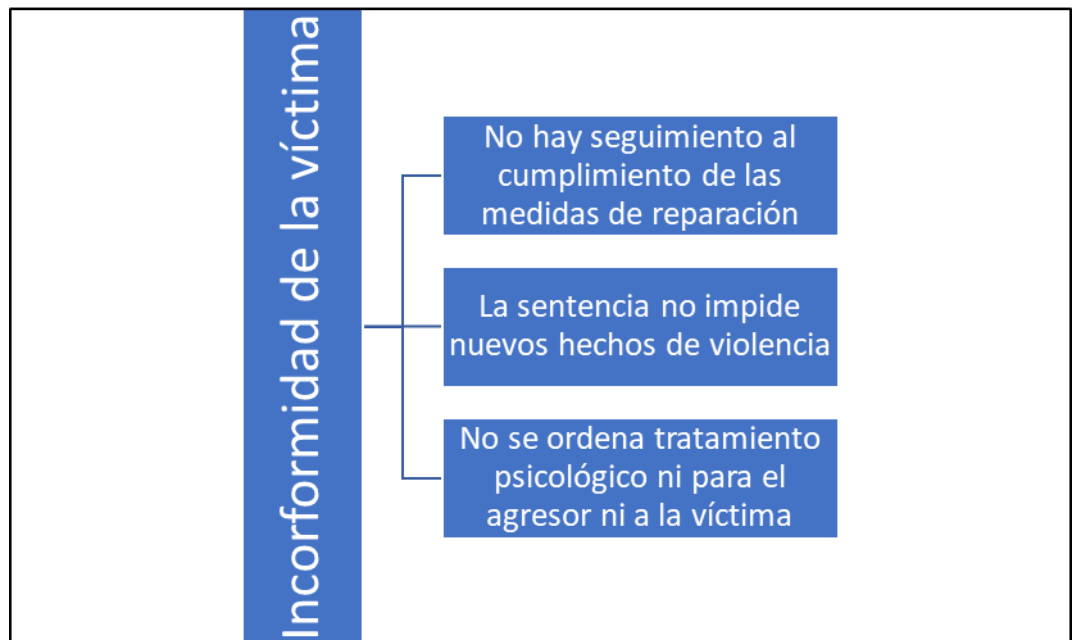 Incorformidad de la víctima
No hay seguimiento al
cumplimiento de las
medidas de reparación
La sentencia no impide
nuevos hechos de violencia
No se ordena tratamiento
psicológico ni para el
agresor ni a la víctima